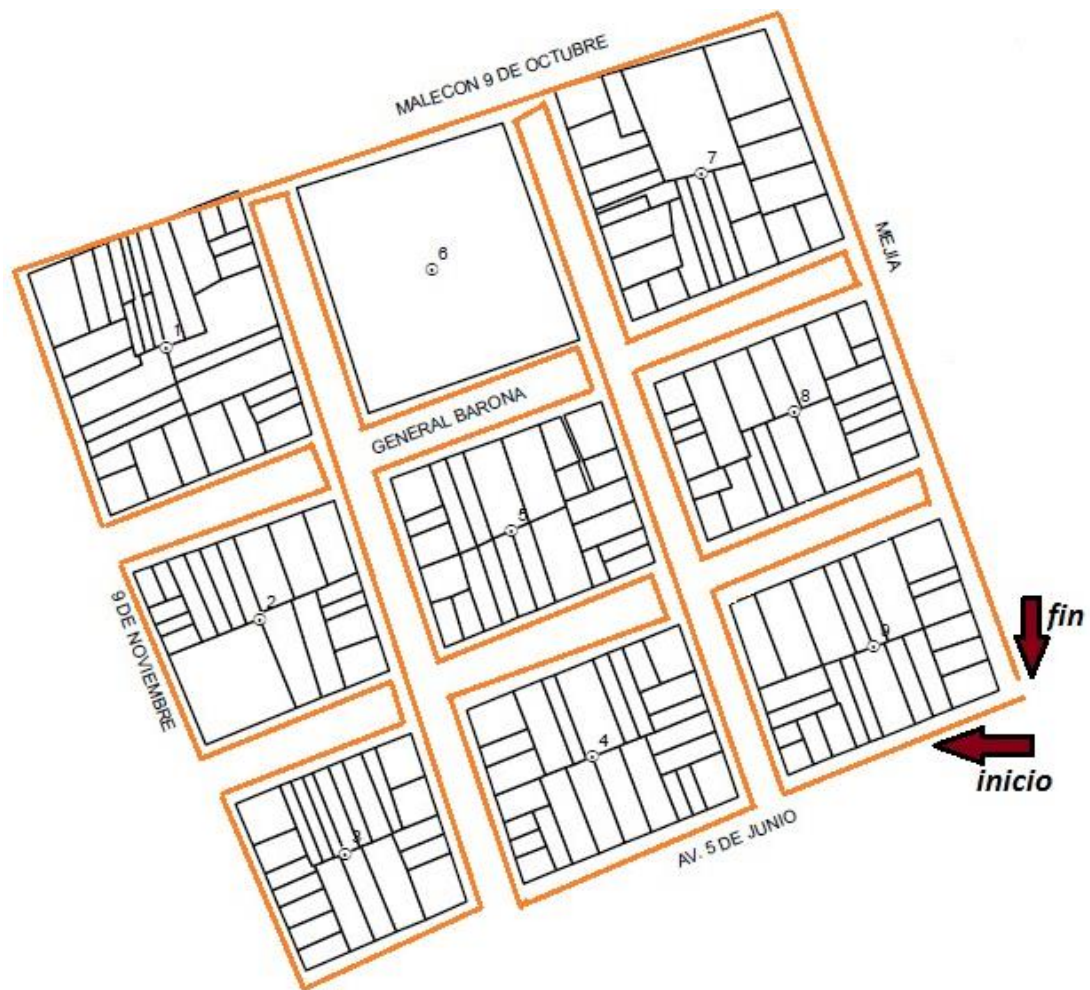 MALECON 9 DE OCTUBRE
7
6
MEJIA
1
8
GENERAL BARONA
5
2
9 DE NOVIEMBRE
fin
9
4
inicio
3
AV. 5 DE JUNIO